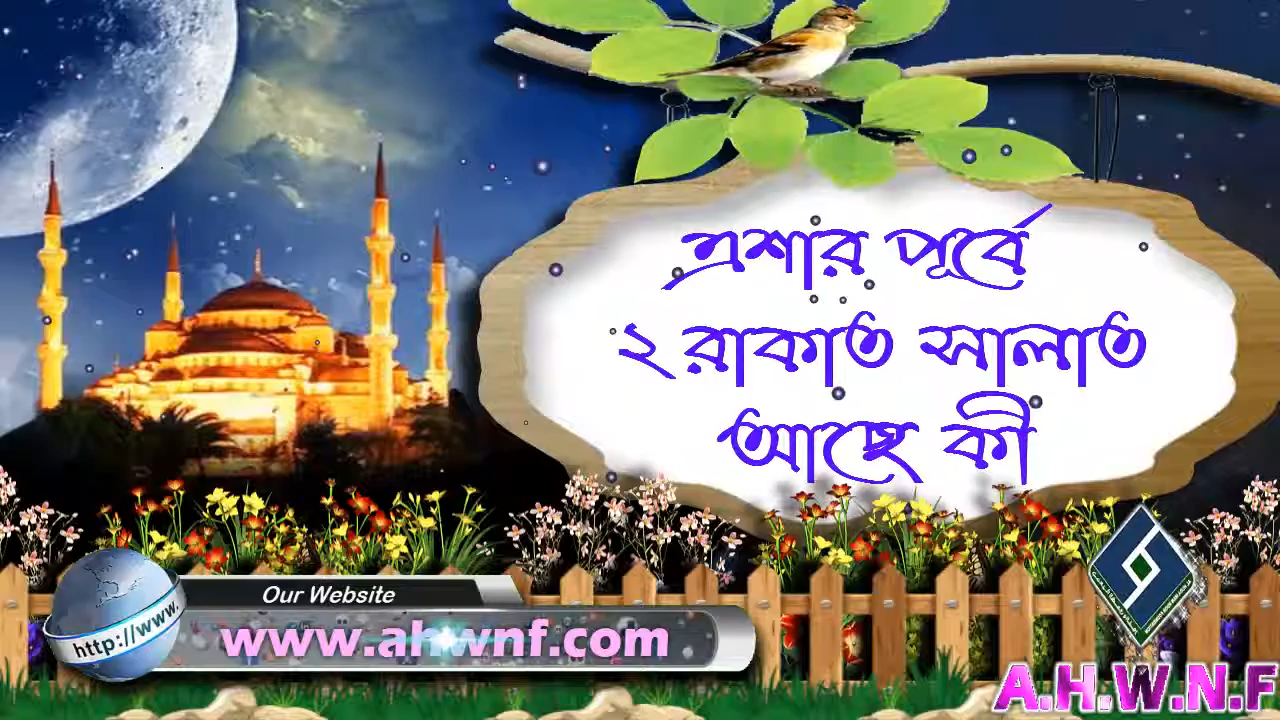 এশার পূর্বে
২ রাকাত সালাত
আছে কী
Our Website
http://www.
www.ahwnf.com
A.H.W.N.F